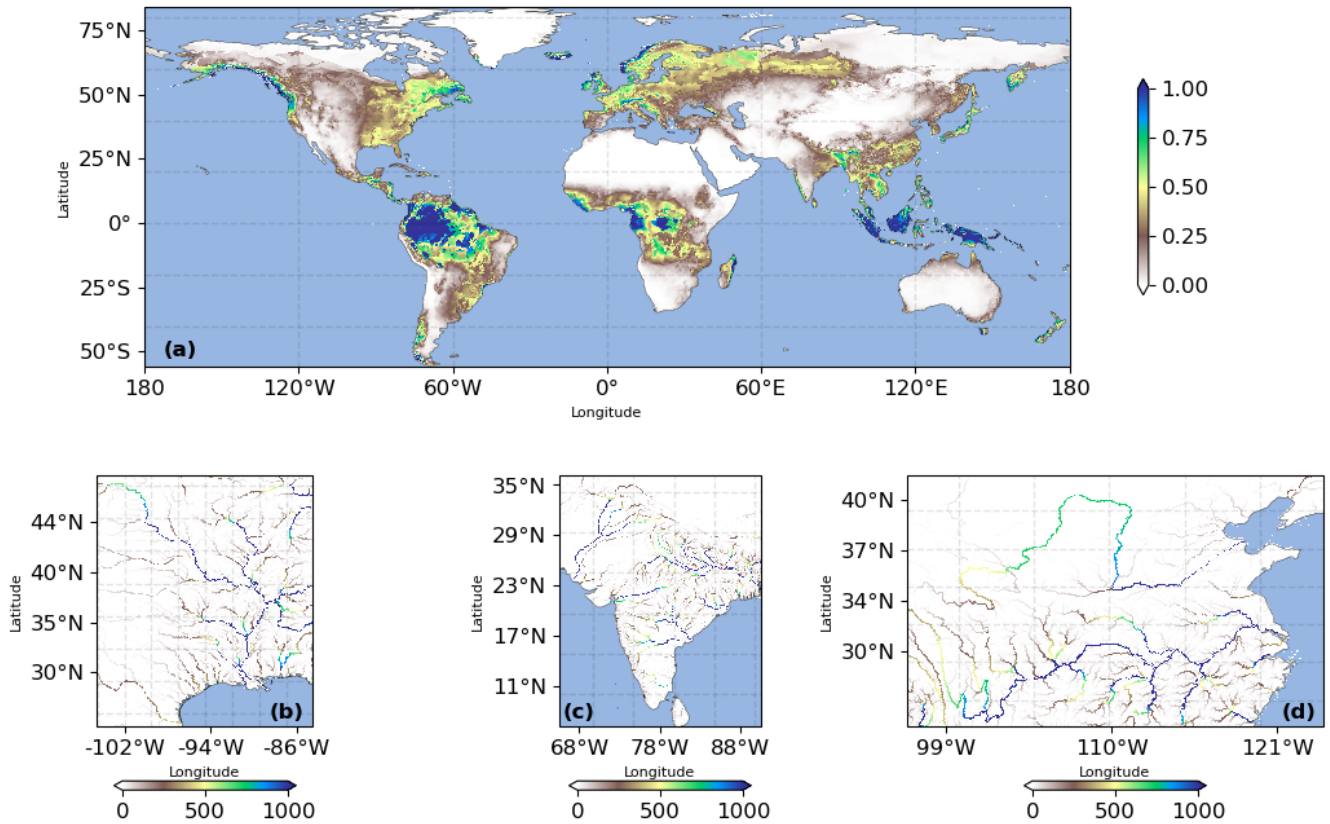 75°N
50°N
25°N
0°
25°S
50°S
Latitude
(a)
180
120°W
60°W
0°
60°E
120°E
180
Longitude
1.00
0.75
0.50
0.25
0.00
44°N
40°N
35°N
30°N
Latitude
(b)
-102°W
-94°W
-86°W
Longitude
0
500
1000
35°N
29°N
23°N
17°N
11°N
Latitude
(c)
68°W
78°W
88°W
Longitude
0
500
1000
40°N
37°N
34°N
30°N
Latitude
(d)
99°W
110°W
121°W
Longitude
0
500
1000